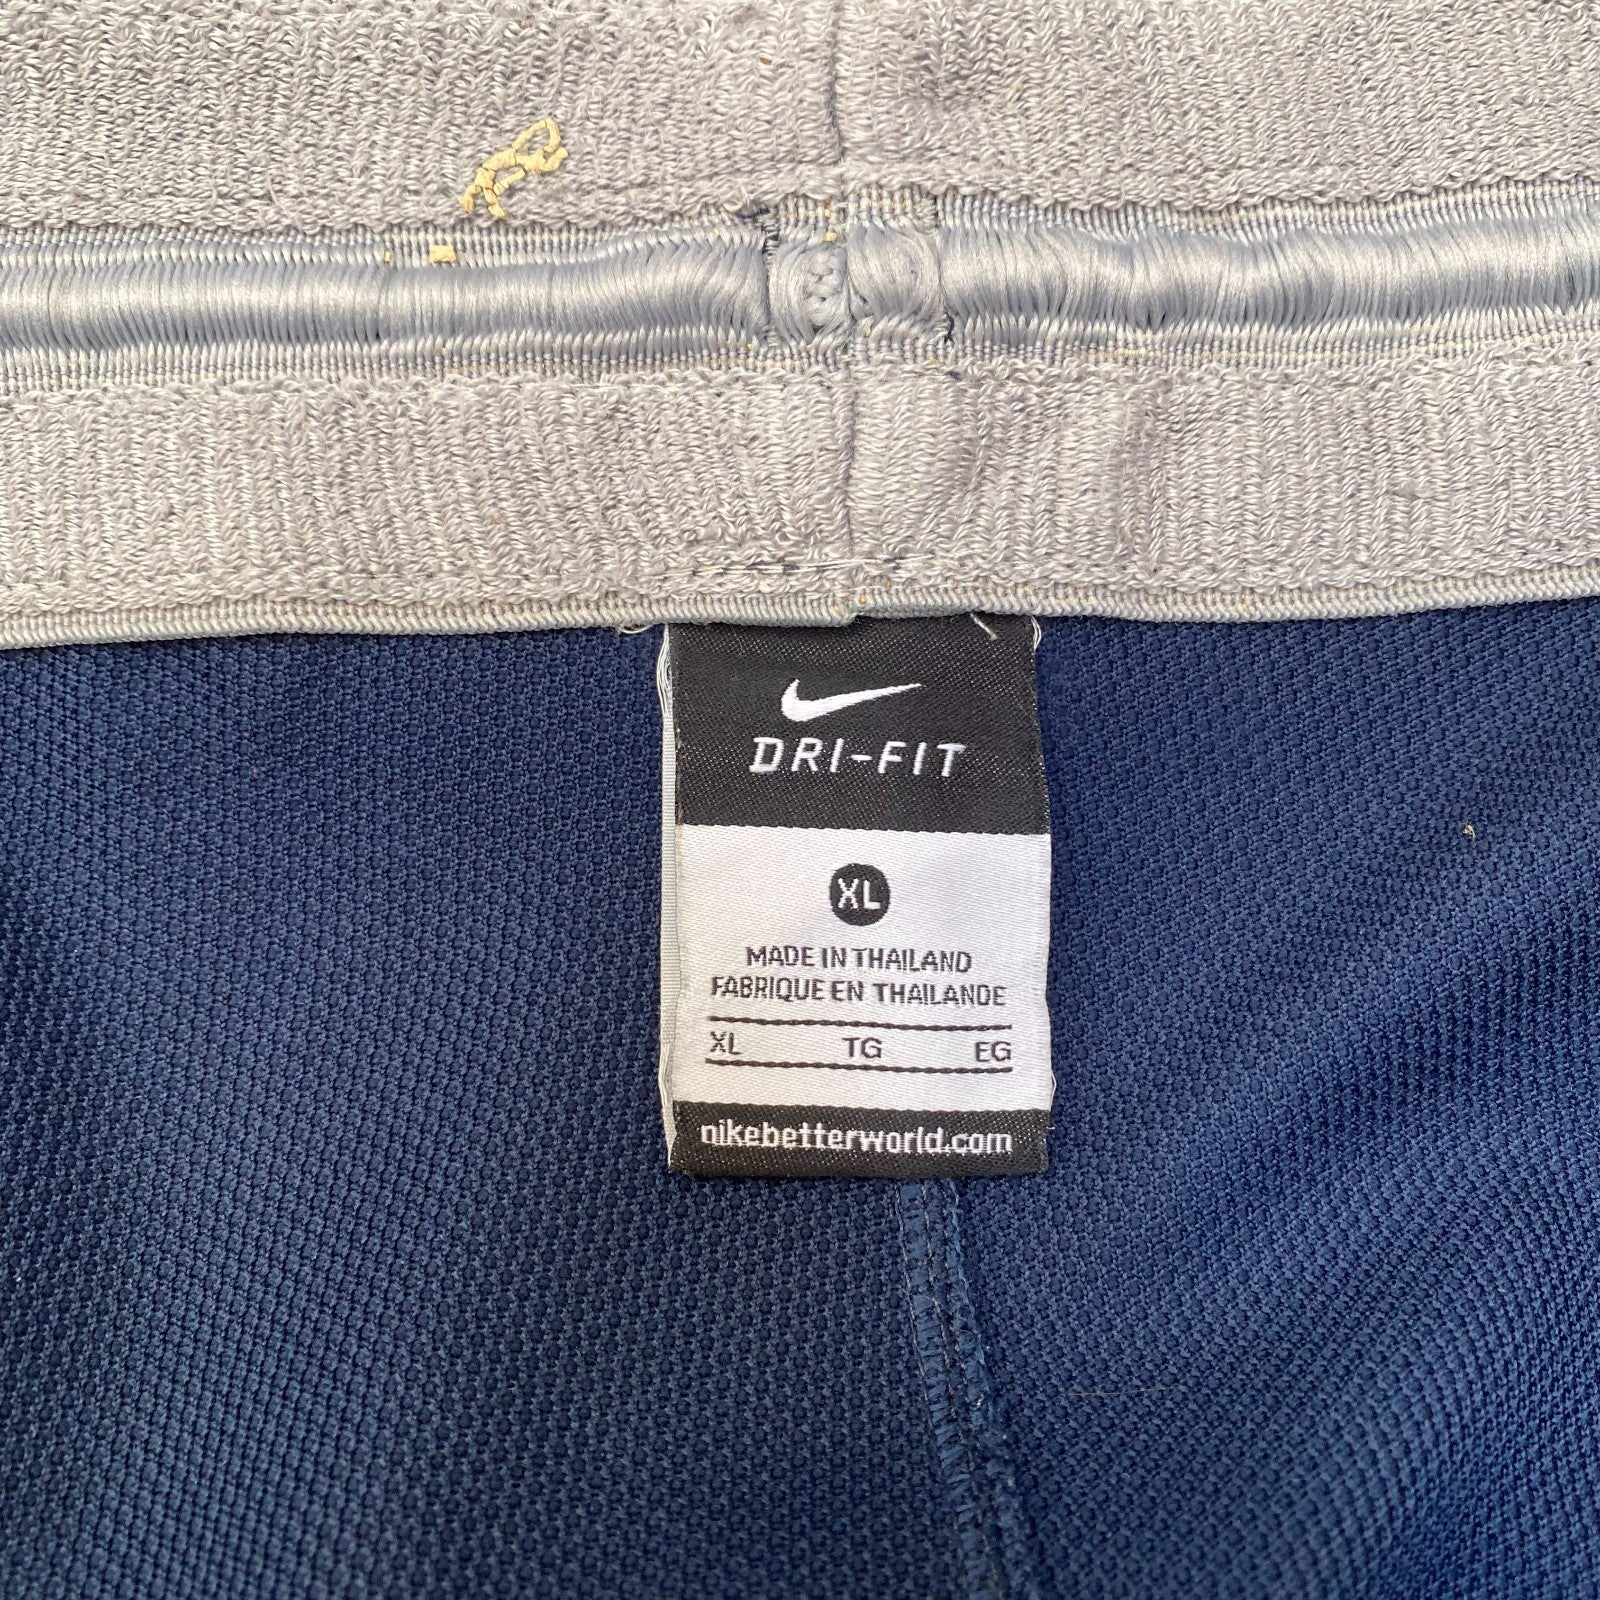 DRI-FIT
XL
MADE IN THAILAND
FABRIQUE EN THAILANDE
XL TG EG
nikebetterworld.com